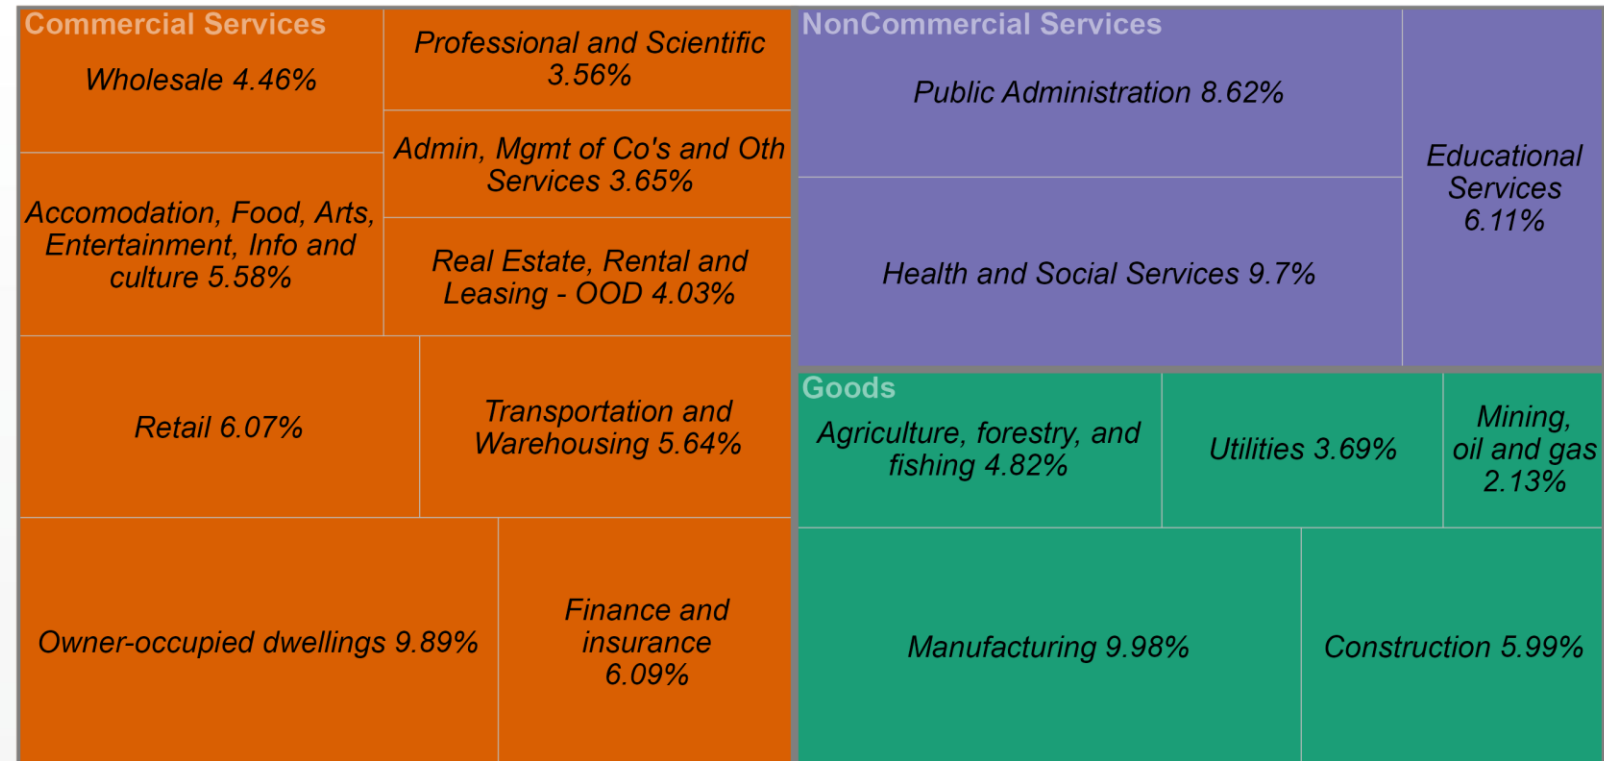 Commercial Services
Wholesale 4.46%
Professional and Scientific
3.56%
Admin, Mgmt of Co's and Oth
Services 3.65%
Accomodation, Food, Arts,
Entertainment, Info and
culture 5.58%
Real Estate, Rental and
Leasing - OOD 4.03%
Retail 6.07%
Transportation and
Warehousing 5.64%
Owner-occupied dwellings 9.89%
Finance and
insurance
6.09%
NonCommercial Services
Public Administration 8.62%
Health and Social Services 9.7%
Educational
Services
6.11%
Goods
Agriculture, forestry, and
fishing 4.82%
Utilities 3.69%
Mining,
oil and gas
2.13%
Manufacturing 9.98%
Construction 5.99%